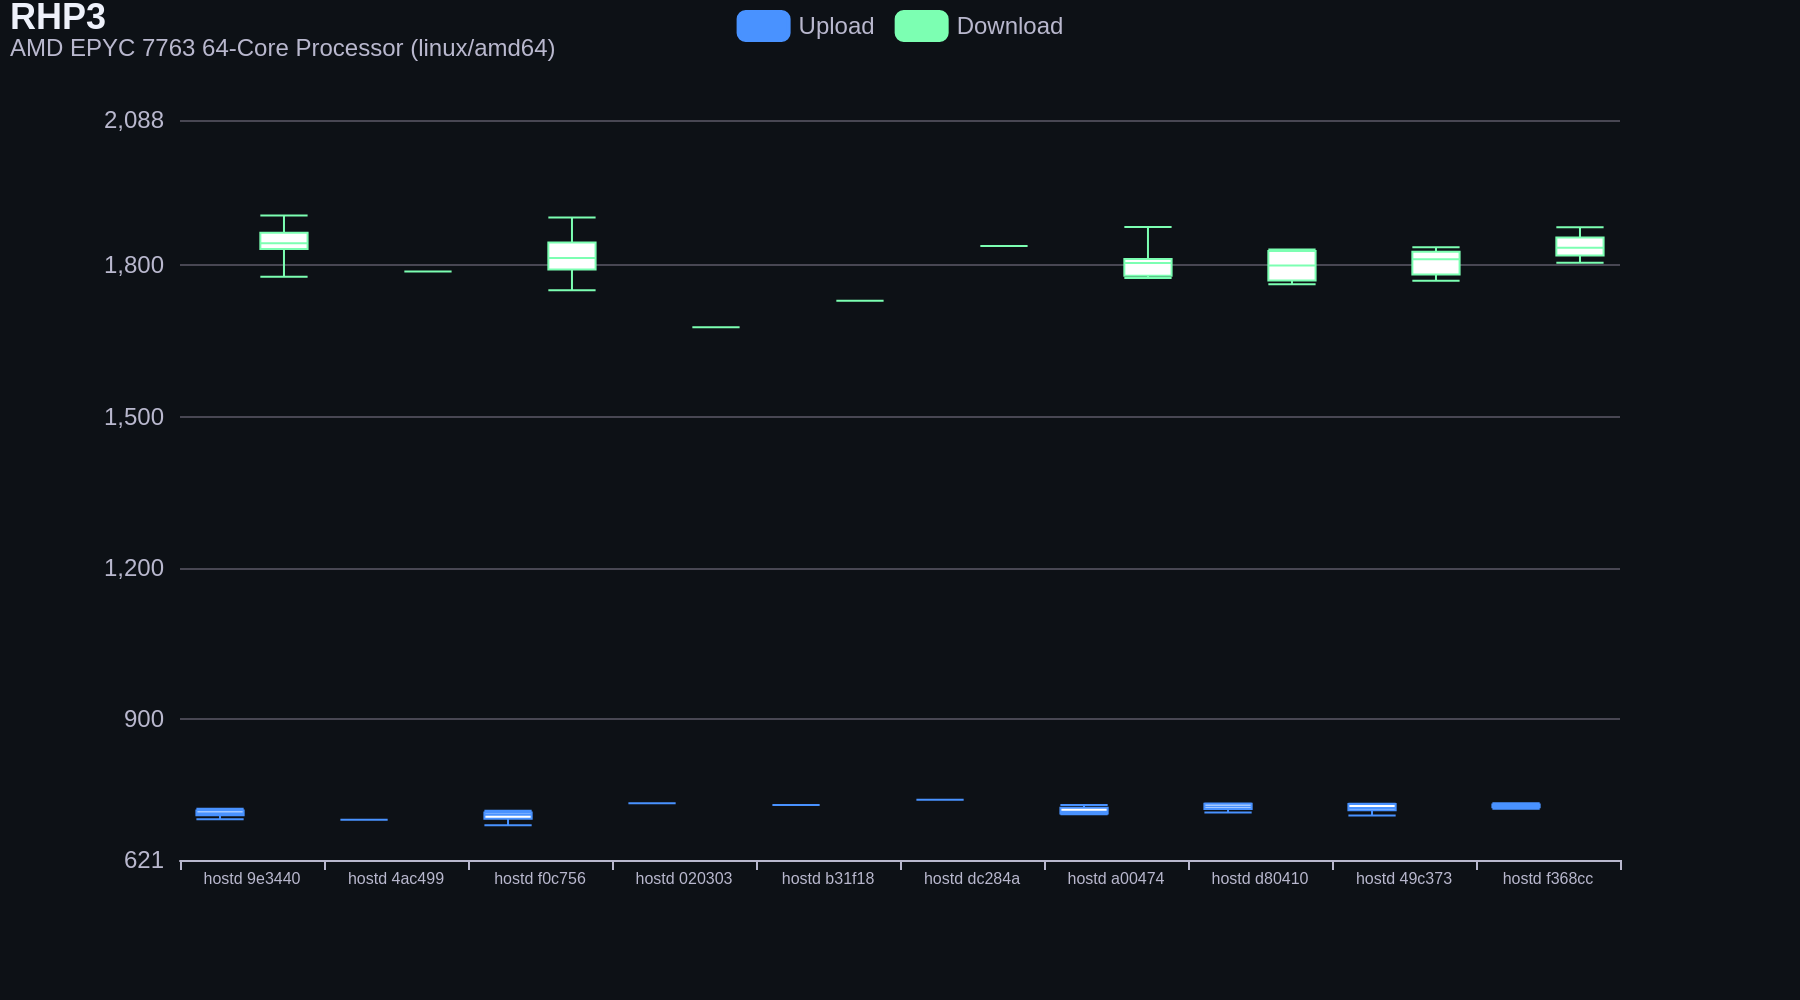 RHP3
AMD EPYC 7763 64-Core Processor (linux/amd64)
Upload
Download
2,088
1,800
1,500
1,200
900
621
hostd 9e3440
hostd 4ac499
hostd f0c756
hostd 020303
hostd b31f18
hostd dc284a
hostd a00474
hostd d80410
hostd 49c373
hostd f368cc